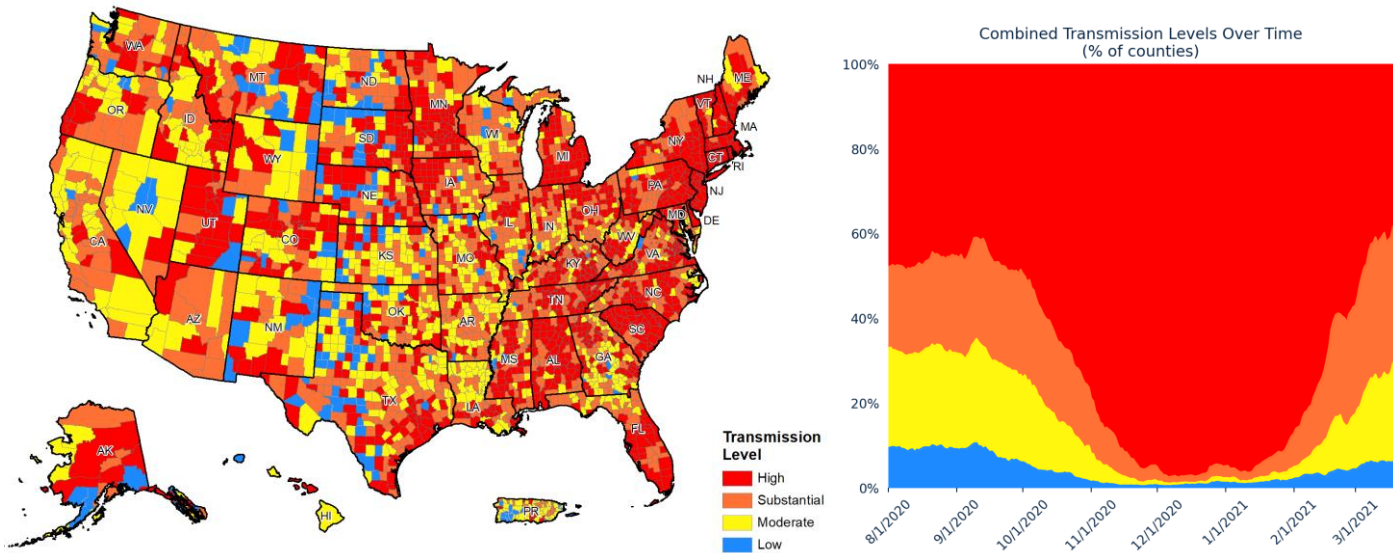 WA
MT
ND
MN
OR
ID
WY
SD
WI
MI
NH
VT
ME
NY
MA
CT
RI
NV
UT
CO
NE
IA
IL
IN
OH
PA
NJ
MD
DE
CA
KS
MO
WV
VA
KY
AZ
NM
OK
AR
TN
NC
SC
MS
AL
GA
TX
LA
FL
AK
HI
PR
Transmission
Level
High
Substantial
Moderate
Low
Combined Transmission Levels Over Time
(% of counties)
100%
80%
60%
40%
20%
0%
8/1/2020
9/1/2020
10/1/2020
11/1/2020
12/1/2020
1/1/2021
2/1/2021
3/1/2021